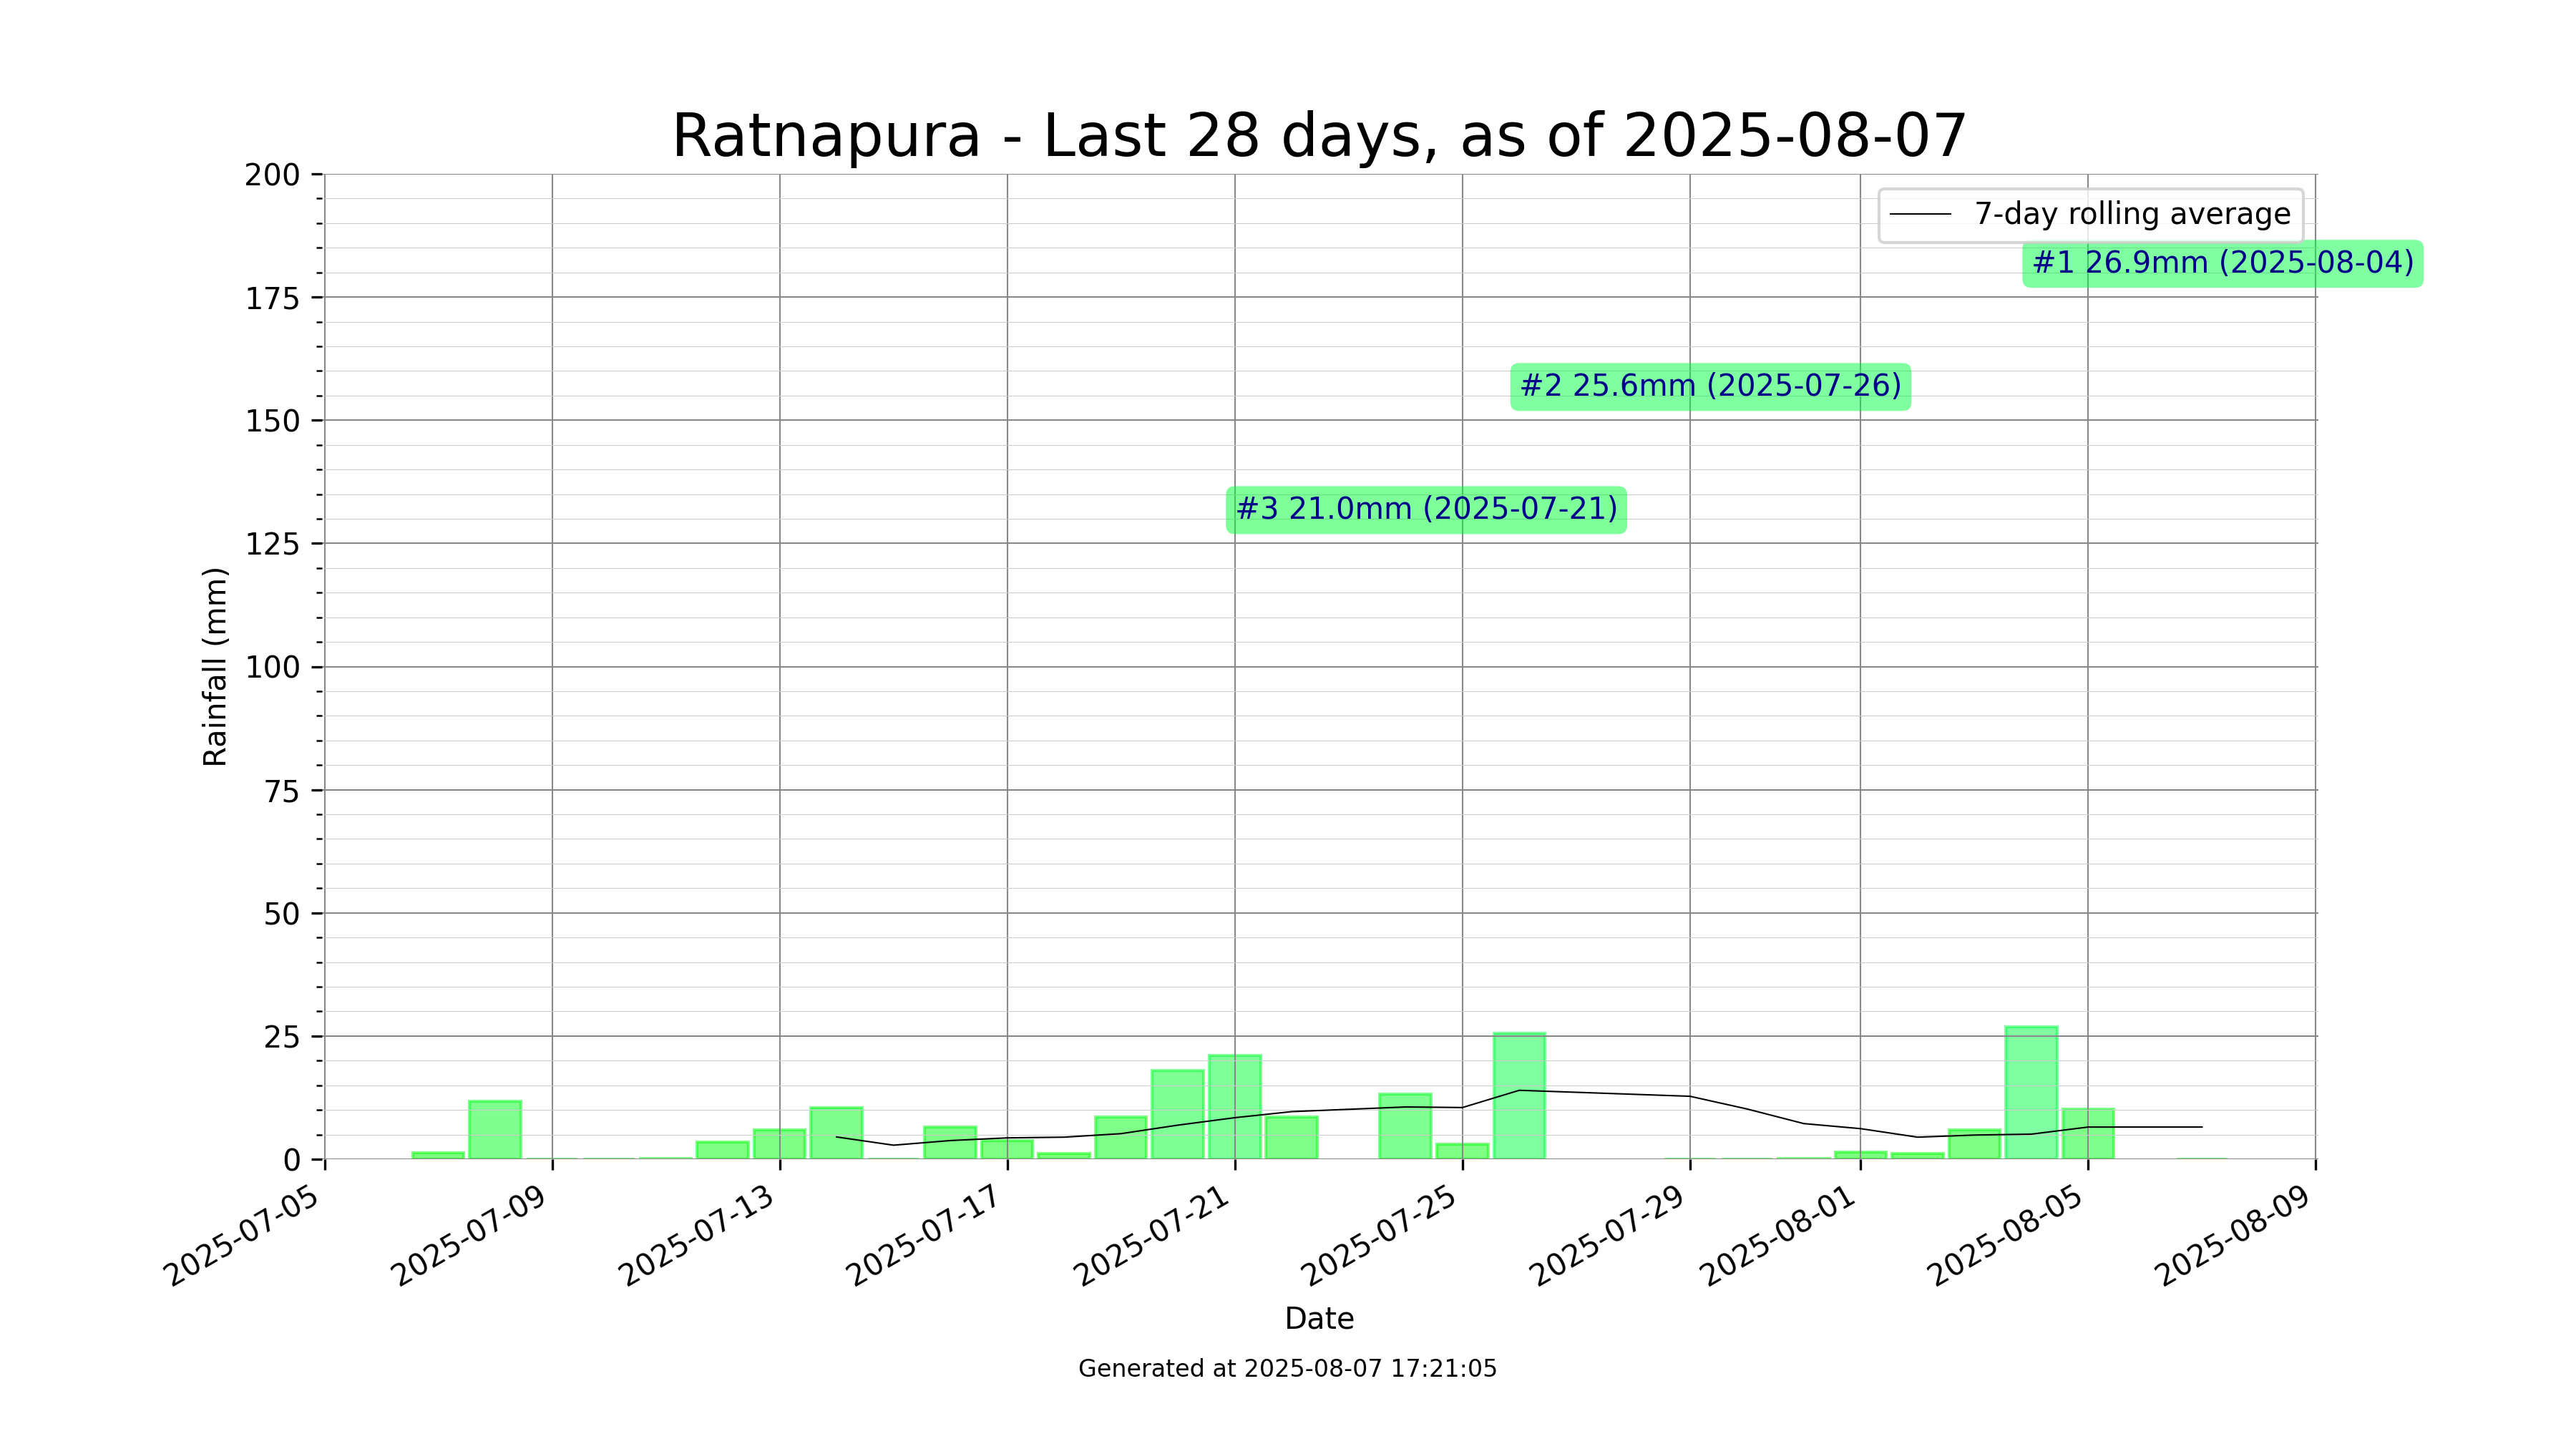 Ratnapura - Last 28 days, as of 2025-08-07
7-day rolling average
#1 26.9mm (2025-08-04)
#2 25.6mm (2025-07-26)
#3 21.0mm (2025-07-21)
Rainfall (mm)
200
175
150
125
100
75
50
25
0
2025-07-05
2025-07-09
2025-07-13
2025-07-17
2025-07-21
2025-07-25
2025-07-29
2025-08-01
2025-08-05
2025-08-09
Date
Generated at 2025-08-07 17:21:05